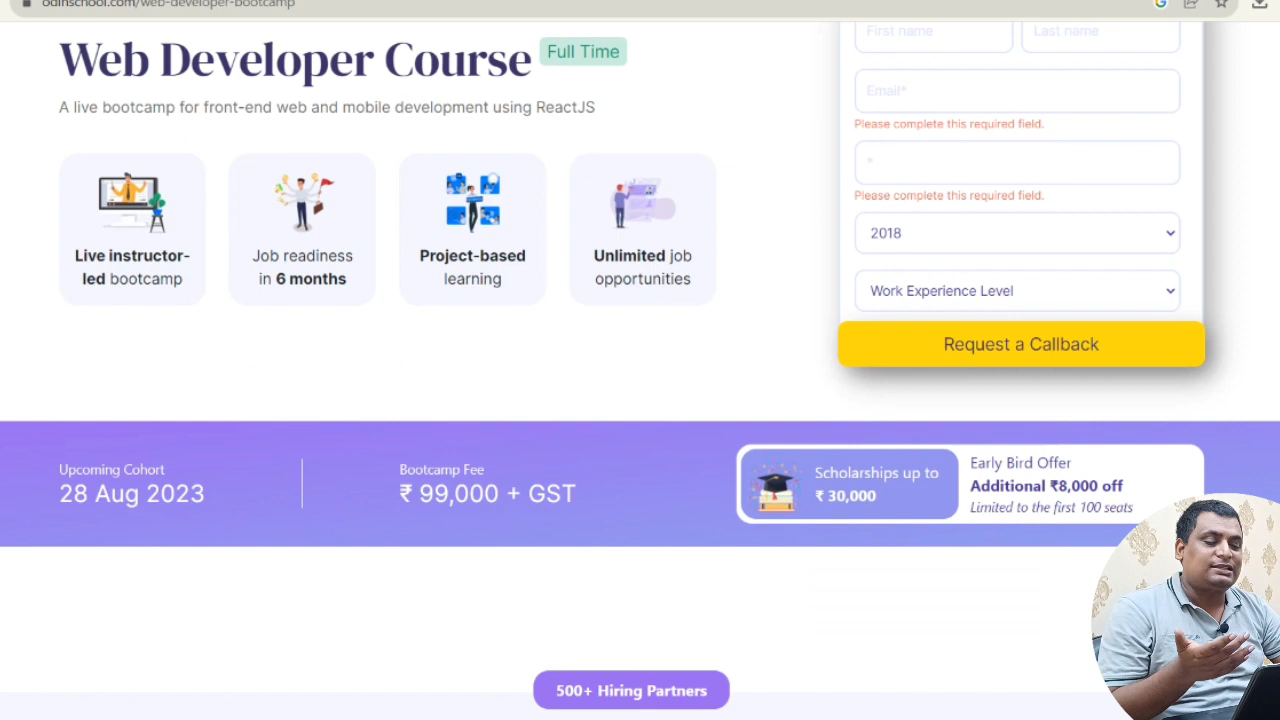 odinschool.com/web-developer-bootcamp
Web Developer Course Full Time
A live bootcamp for front-end web and mobile development using ReactJS
Live instructor-
led bootcamp
Job readiness
in 6 months
Project-based
learning
Unlimited job
opportunities
First name
Last name
Email*
Please complete this required field.
*
Please complete this required field.
2018
Work Experience Level
Request a Callback
Upcoming Cohort
28 Aug 2023
Bootcamp Fee
₹ 99,000 + GST
Scholarships up to
₹ 30,000
Early Bird Offer
Additional ₹8,000 off
Limited to the first 100 seats
500+ Hiring Partners